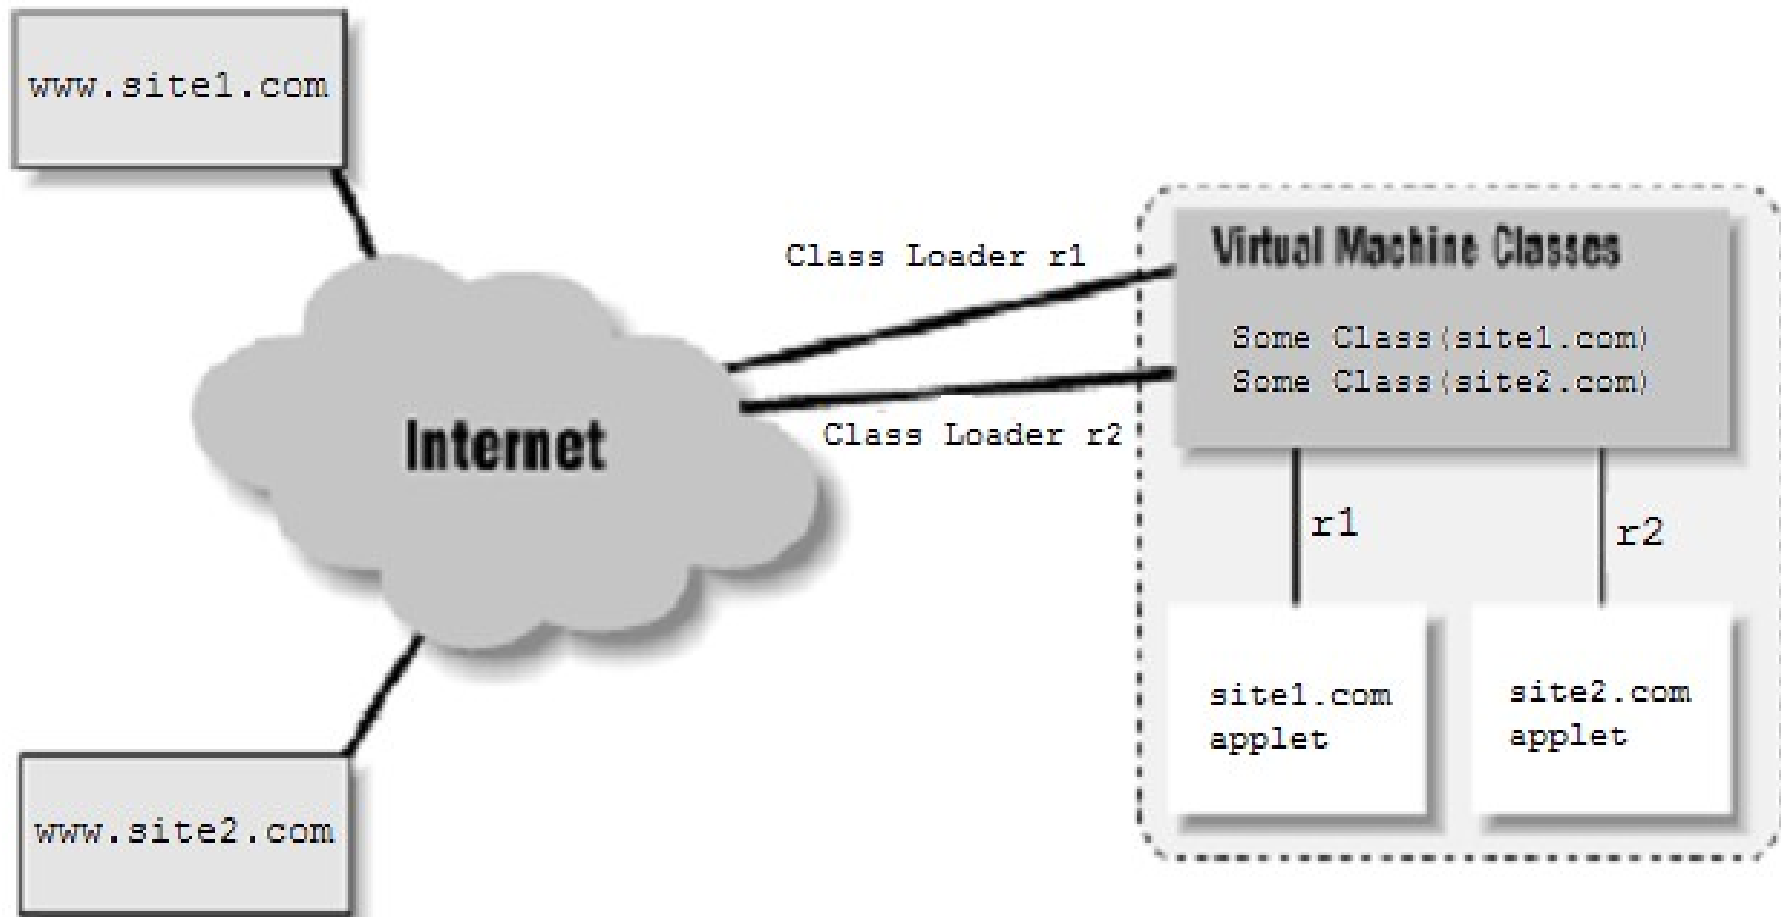 www.site1.com
Class Loader r1
Virtual Machine Classes
Some Class(site1.com)
Some Class(site2.com)
Internet
Class Loader r2
r1
r2
site1.com
applet
site2.com
applet
www.site2.com